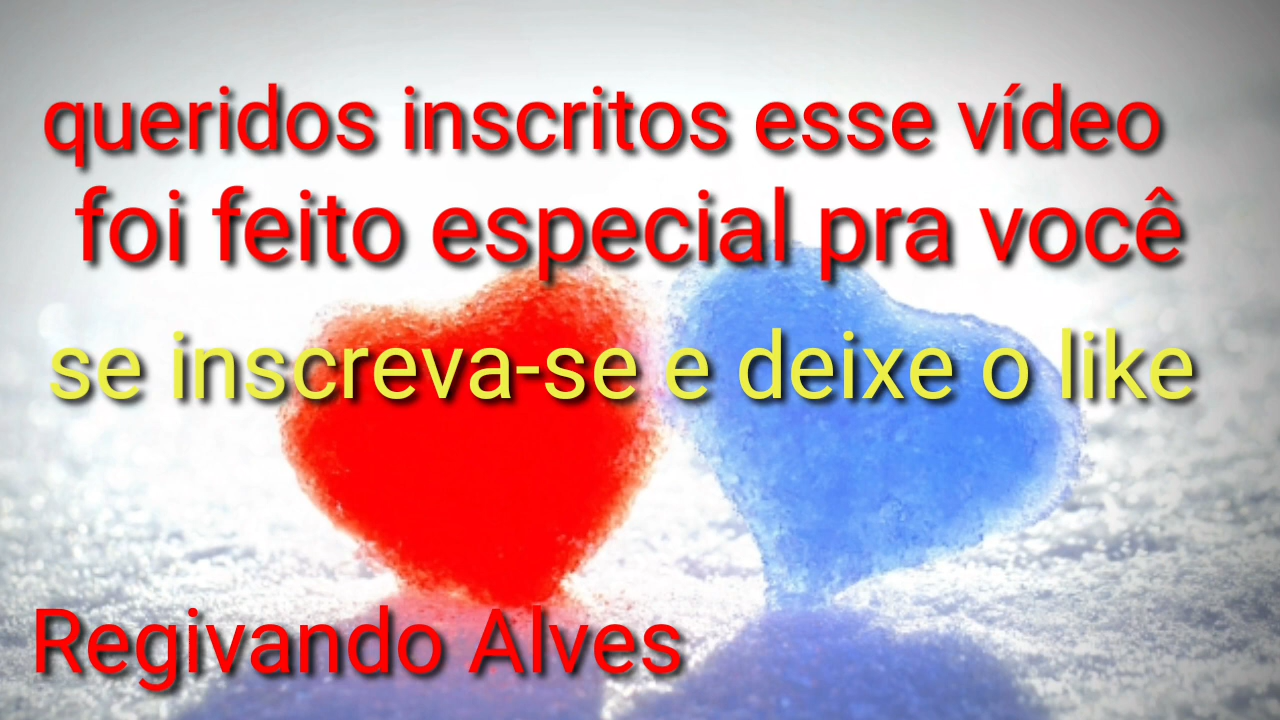 queridos inscritos esse vídeo
foi feito especial pra você
se inscreva-se e deixe o like
Regivando Alves